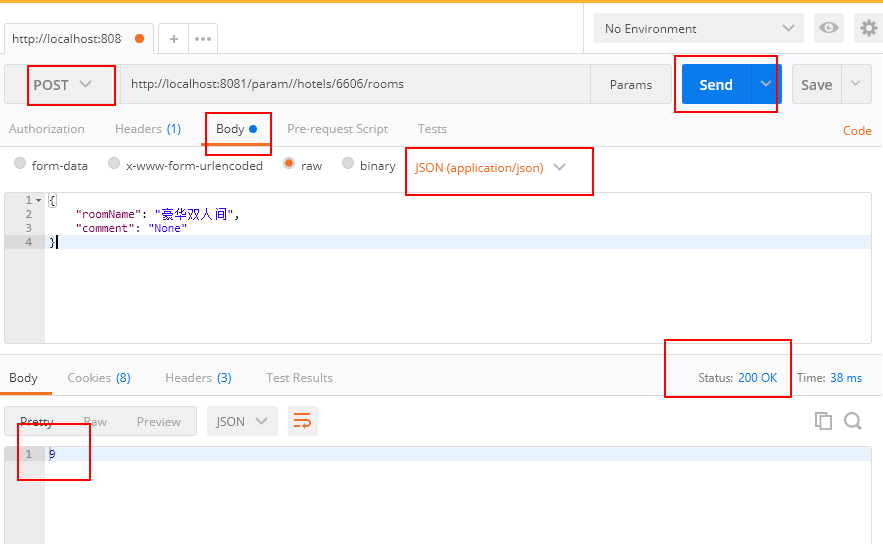 http://localhost:808
No Environment
POST http://localhost:8081/param//hotels/6606/rooms Params Send Save
Authorization Headers (1) Body Pre-request Script Tests Code
form-data x-www-form-urlencoded raw binary JSON (application/json)
1 {
2 "roomName": "豪华双人间",
3 "comment": "None"
4 }
Body Cookies (8) Headers (3) Test Results Status: 200 OK Time: 38 ms
Pretty Raw Preview JSON
1 9